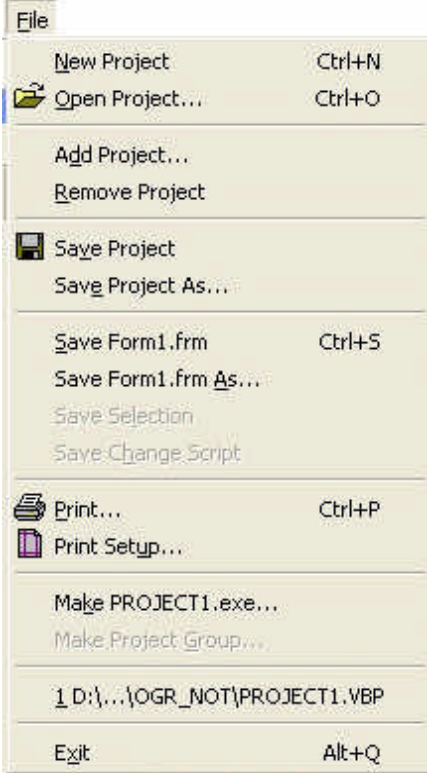 File
New Project Ctrl+N
Open Project... Ctrl+O
Add Project...
Remove Project
Save Project
Save Project As...
Save Form1.frm Ctrl+S
Save Form1.frm As...
Save Selection
Save Change Script
Print... Ctrl+P
Print Setup...
Make PROJECT1.exe...
Make Project Group...
1 D:\...\OGR_NOT\PROJECT1.VBP
Exit Alt+Q